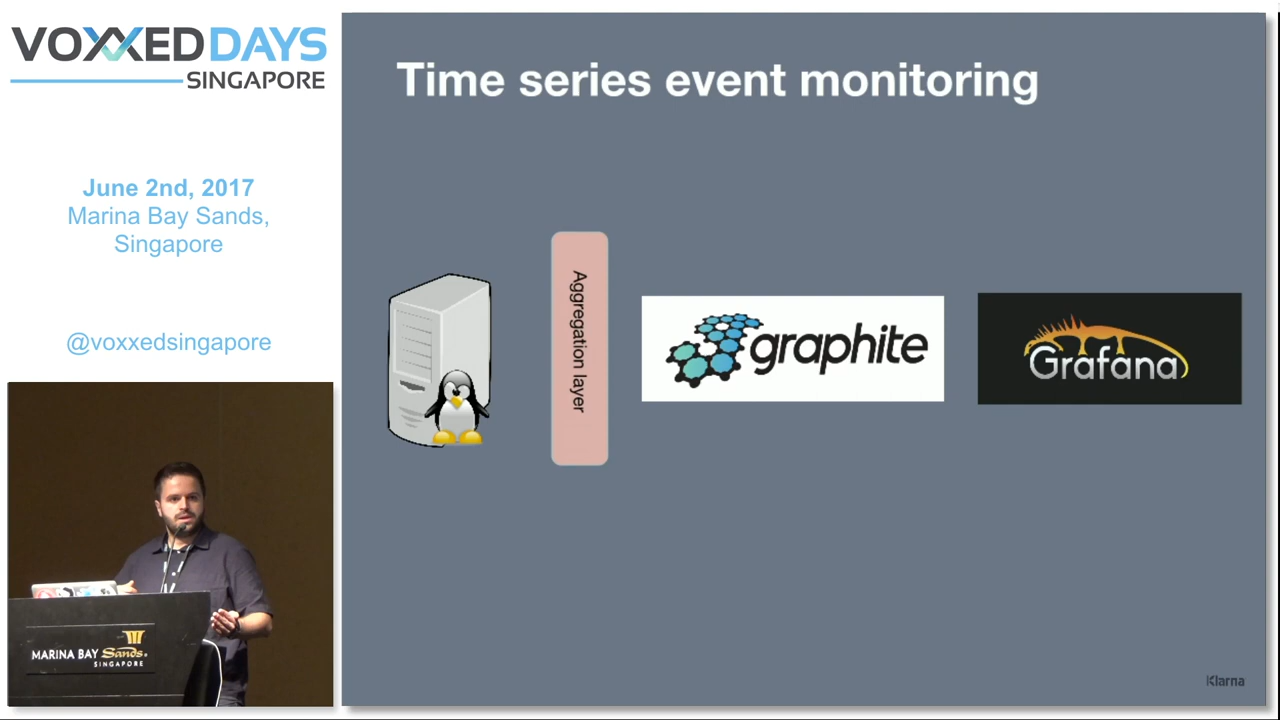 VOXXED DAYS
SINGAPORE
June 2nd, 2017
Marina Bay Sands,
Singapore
@voxxedsingapore
MARINA BAY Sands
SINGAPORE
Time series event monitoring
Aggregation layer
graphite
Grafana
Klarna